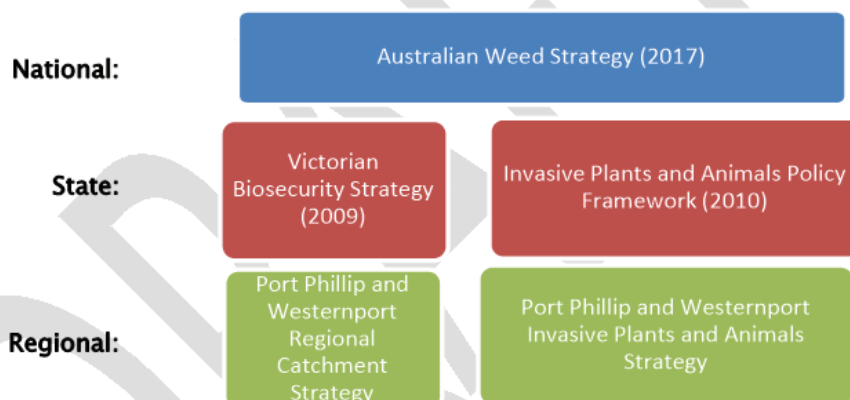 National:
Australian Weed Strategy (2017)
State:
Victorian
Biosecurity Strategy
(2009)
Invasive Plants and Animals Policy
Framework (2010)
Regional:
Port Phillip and
Westernport
Regional
Catchment
Strategy
Port Phillip and Westernport
Invasive Plants and Animals
Strategy